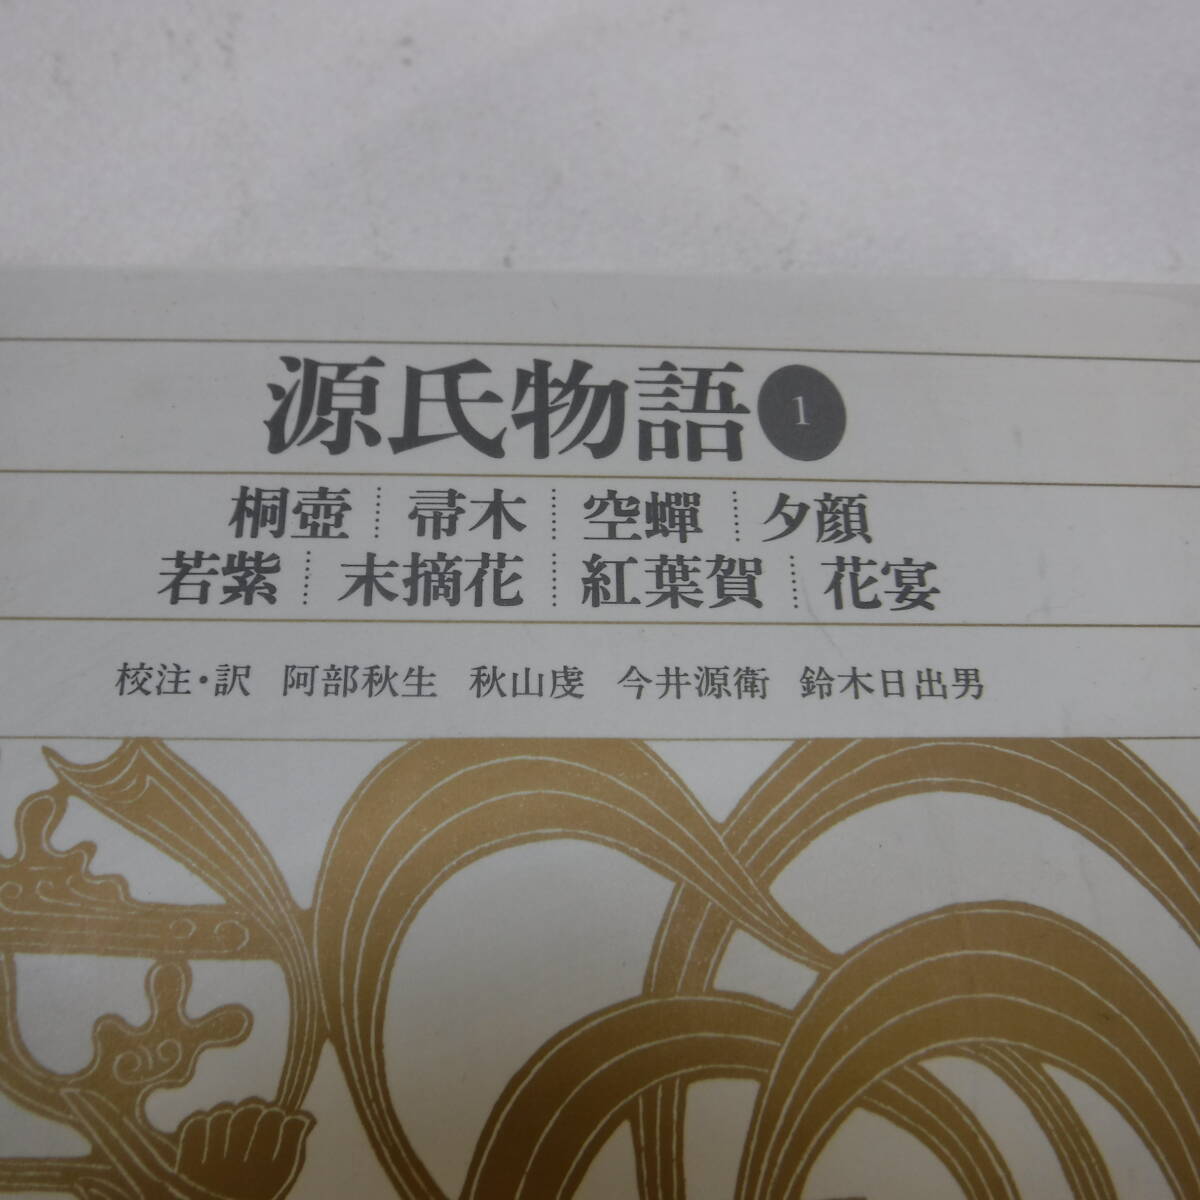 源氏物語 1
桐壺 帚木 空蟬 夕顔
若紫 末摘花 紅葉賀 花宴
校注・訳 阿部秋生 秋山虔 今井源衛 鈴木日出男